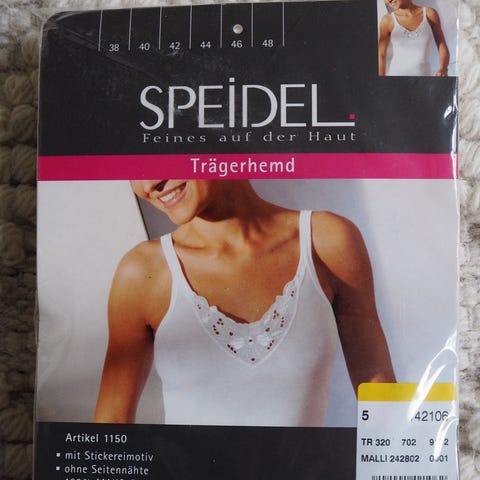 38 40 42 44 46 48
SPEiDEL.
Feines auf der Haut
Trägerhemd
Artikel 1150
▪ mit Stickereimotiv
▪ ohne Seitennähte
5 42106
TR 320 702
MALLI 242802